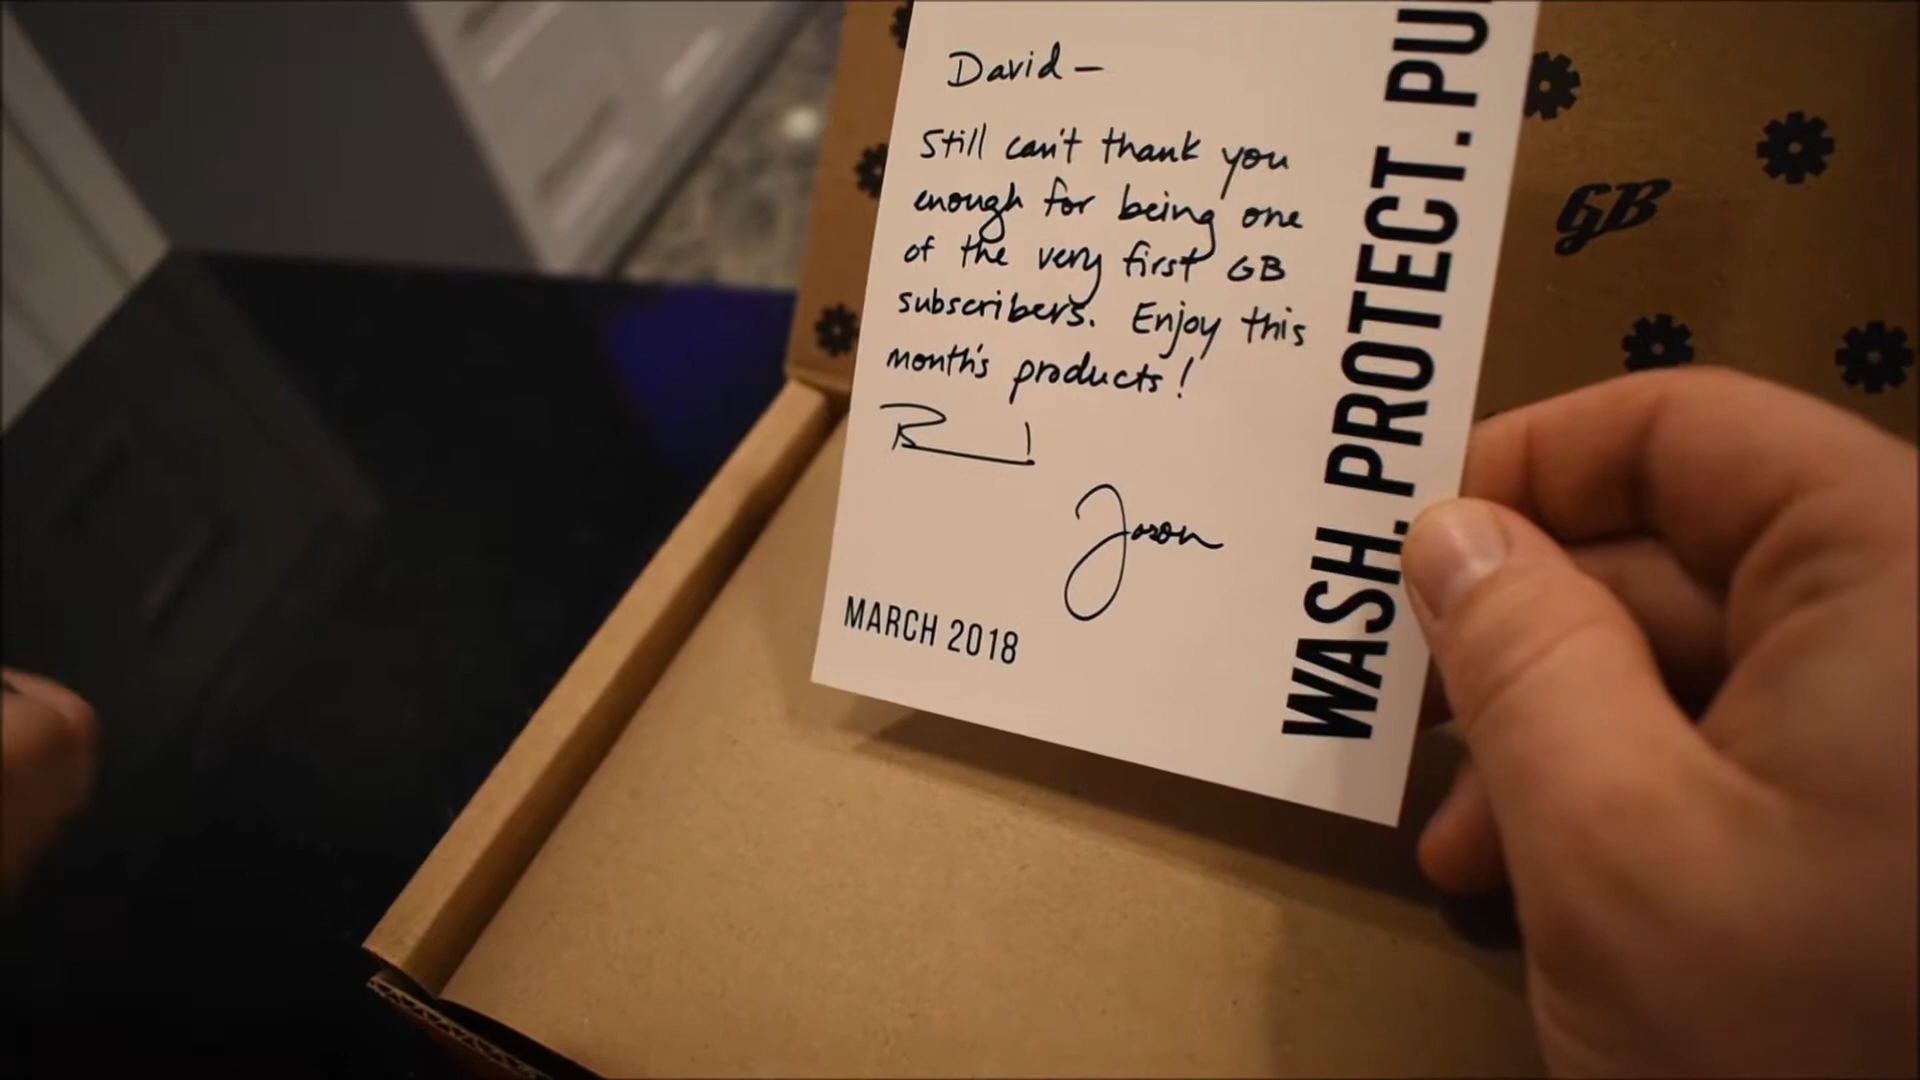 David —
Still can't thank you
enough for being one
of the very first GB
subscribers. Enjoy this
month's products!
Jason
MARCH 2018
WASH. PROTECT.
GB